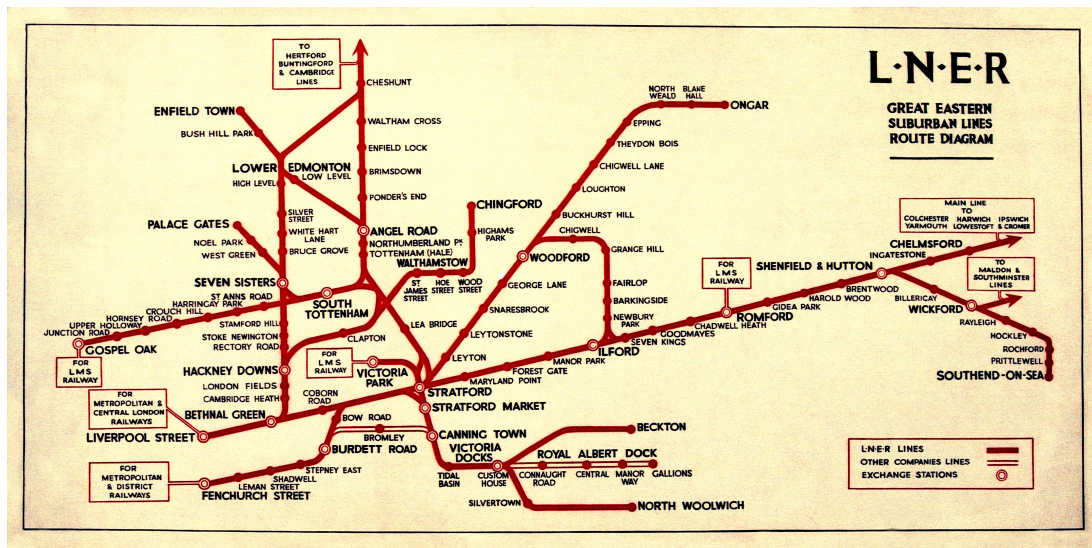 L·N·E·R
GREAT EASTERN
SUBURBAN LINES
ROUTE DIAGRAM
TO
HERTFORD
BUNTINGFORD
& CAMBRIDGE
LINES
CHESHUNT
WALTHAM CROSS
ENFIELD LOCK
BRIMSDOWN
PONDER'S END
ANGEL ROAD
NORTHUMBERLAND PK.
TOTTENHAM (HALE)
ENFIELD TOWN
BUSH HILL PARK
LOWER EDMONTON
HIGH LEVEL
LOW LEVEL
SILVER
STREET
WHITE HART
LANE
BRUCE GROVE
PALACE GATES
NOEL PARK
WEST GREEN
SEVEN SISTERS
ST ANNS ROAD
HARRINGAY PARK
CROUCH HILL
HORNSEY
ROAD
UPPER HOLLOWAY
JUNCTION ROAD
GOSPEL OAK
FOR
LMS
RAILWAY
SOUTH
TOTTENHAM
STAMFORD HILL
STOKE NEWINGTON
RECTORY ROAD
HACKNEY DOWNS
LONDON FIELDS
CAMBRIDGE HEATH
BETHNAL GREEN
LIVERPOOL STREET
FOR
METROPOLITAN &
CENTRAL LONDON
RAILWAYS
CHINGFORD
HIGHAMS
PARK
WALTHAMSTOW
ST
JAMES
STREET
HOE
STREET
WOOD
STREET
CLAPTON
LEA BRIDGE
FOR
LMS
RAILWAY
VICTORIA
PARK
COBORN
ROAD
STRATFORD
STRATFORD MARKET
BOW ROAD
BROMLEY
BURDETT ROAD
STEPNEY EAST
SHADWELL
LEMAN STREET
FENCHURCH STREET
FOR
METROPOLITAN
& DISTRICT
RAILWAYS
CANNING TOWN
VICTORIA
DOCKS
TIDAL
BASIN
CUSTOM
HOUSE
BECKTON
ROYAL ALBERT DOCK
CONNAUGHT
ROAD
CENTRAL
MANOR
WAY
GALLIONS
SILVERTOWN
NORTH WOOLWICH
NORTH
WEALD
BLAKE
HALL
ONGAR
EPPING
THEYDON BOIS
CHIGWELL LANE
LOUGHTON
BUCKHURST HILL
CHIGWELL
WOODFORD
GRANGE HILL
GEORGE LANE
FAIRLOP
SNARESBROOK
BARKINGSIDE
LEYTONSTONE
NEWBURY
PARK
LEYTON
ILFORD
MANOR PARK
FOREST GATE
MARYLAND POINT
SEVEN KINGS
GOODMAYES
CHADWELL HEATH
FOR
LMS
RAILWAY
ROMFORD
GIDEA PARK
HAROLD WOOD
BRENTWOOD
SHENFIELD & HUTTON
INGATESTONE
CHELMSFORD
MAIN LINE
TO
COLCHESTER HARWICH IPSWICH
YARMOUTH LOWESTOFT & CROMER
TO
MALDON &
SOUTHMINSTER
LINES
BILLERICAY
WICKFORD
RAYLEIGH
HOCKLEY
ROCHFORD
PRITTLEWELL
SOUTHEND-ON-SEA
L·N·E·R LINES
OTHER COMPANIES LINES
EXCHANGE STATIONS